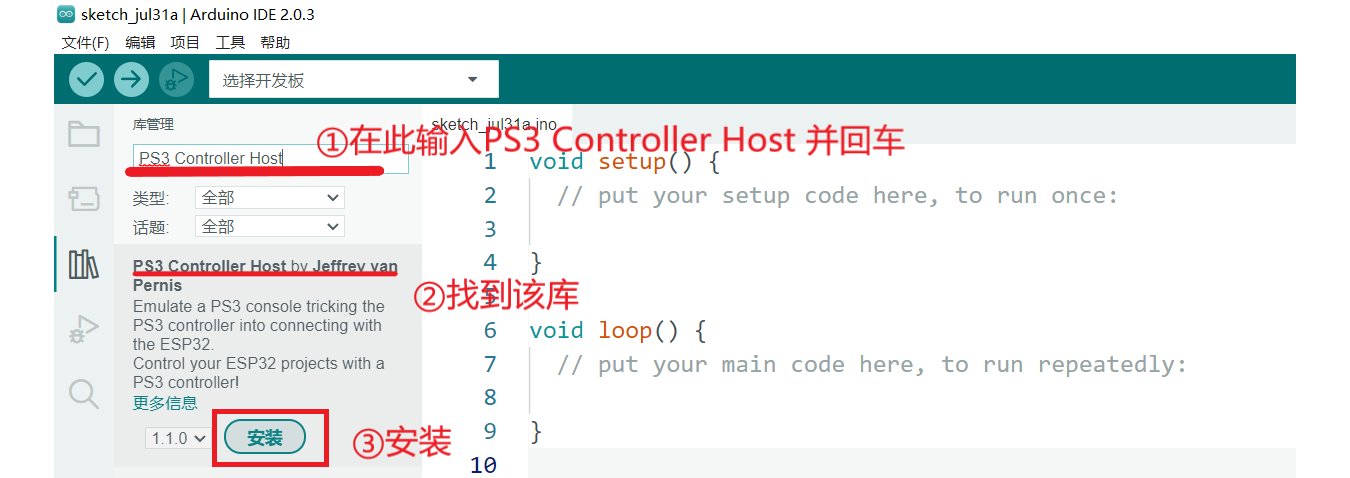 sketch_jul31a | Arduino IDE 2.0.3
文件(F) 编辑 项目 工具 帮助
选择开发板
库管理
sketch_jul31a.ino
①在此输入PS3 Controller Host 并回车
PS3 Controller Host
类型: 全部
话题: 全部
PS3 Controller Host by Jeffrey van
Pernis
Emulate a PS3 console tricking the
PS3 controller into connecting with
the ESP32.
Control your ESP32 projects with a
PS3 controller!
更多信息
1.1.0 安装
②找到该库
③安装
1 void setup() {
2 // put your setup code here, to run once:
3
4 }
5
6 void loop() {
7 // put your main code here, to run repeatedly:
8
9 }
10